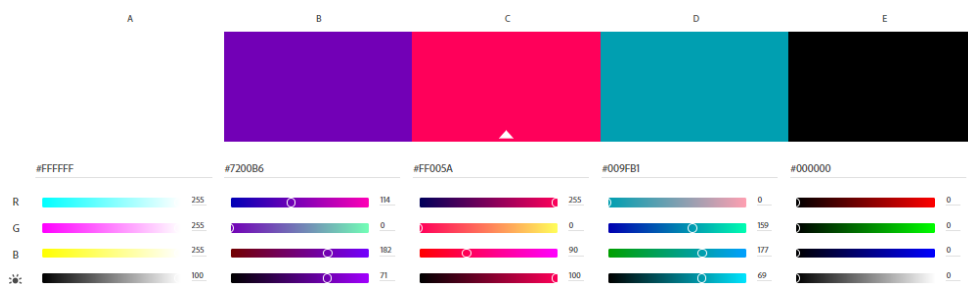 A B C D E
#FFFFFF #7200B6 #FF005A #009FB1 #000000
R 255 114 255 0 0
G 255 0 0 159 0
B 255 182 90 177 0
100 71 100 69 0